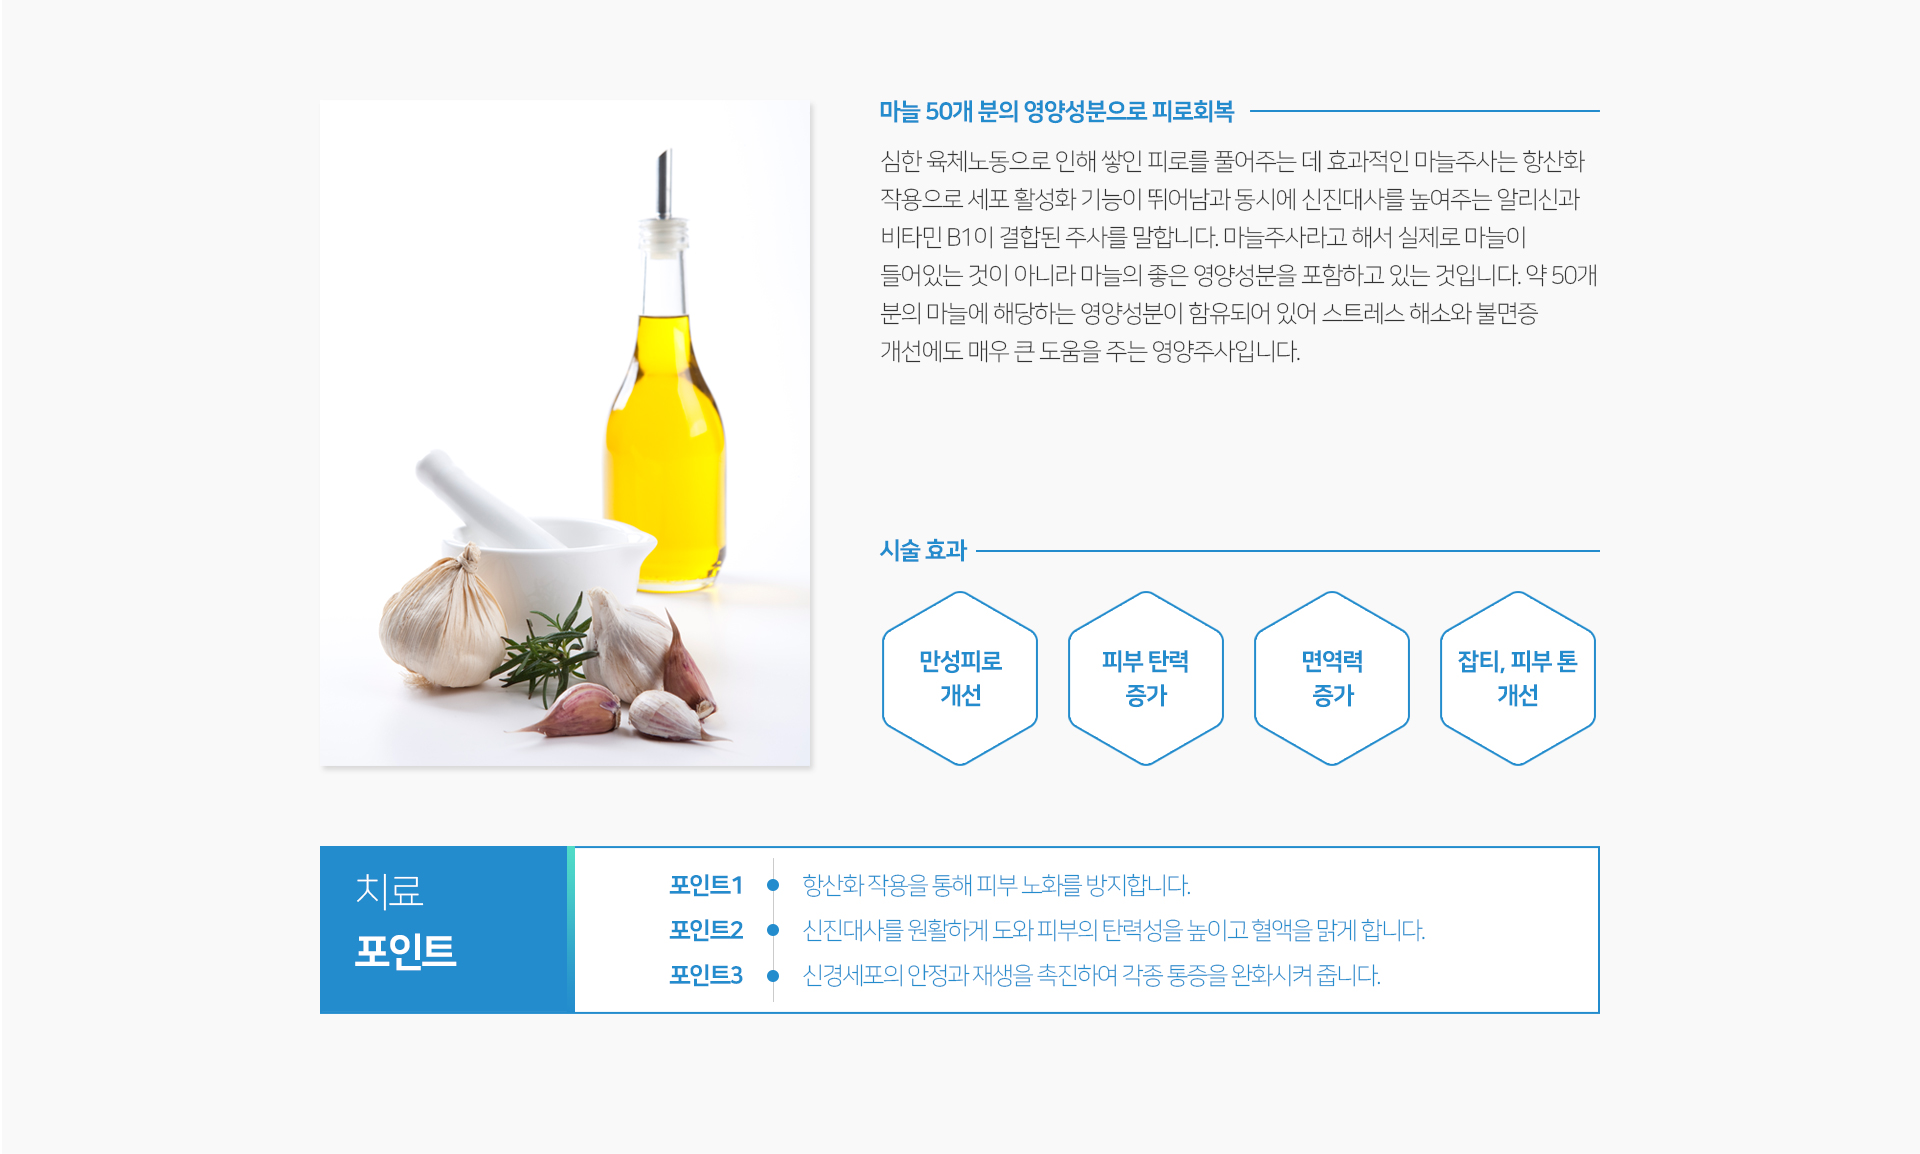 마늘 50개 분의 영양성분으로 피로회복
심한 육체노동으로 인해 쌓인 피로를 풀어주는 데 효과적인 마늘주사는 항산화
작용으로 세포 활성화 기능이 뛰어남과 동시에 신진대사를 높여주는 알리신과
비타민 B1이 결합된 주사를 말합니다. 마늘주사라고 해서 실제로 마늘이
들어있는 것이 아니라 마늘의 좋은 영양성분을 포함하고 있는 것입니다. 약 50개
분의 마늘에 해당하는 영양성분이 함유되어 있어 스트레스 해소와 불면증
개선에도 매우 큰 도움을 주는 영양주사입니다.
시술 효과
만성피로
개선
피부 탄력
증가
면역력
증가
잡티, 피부 톤
개선
치료
포인트
포인트1 항산화 작용을 통해 피부 노화를 방지합니다.
포인트2 신진대사를 원활하게 도와 피부의 탄력성을 높이고 혈액을 맑게 합니다.
포인트3 신경세포의 안정과 재생을 촉진하여 각종 통증을 완화시켜 줍니다.